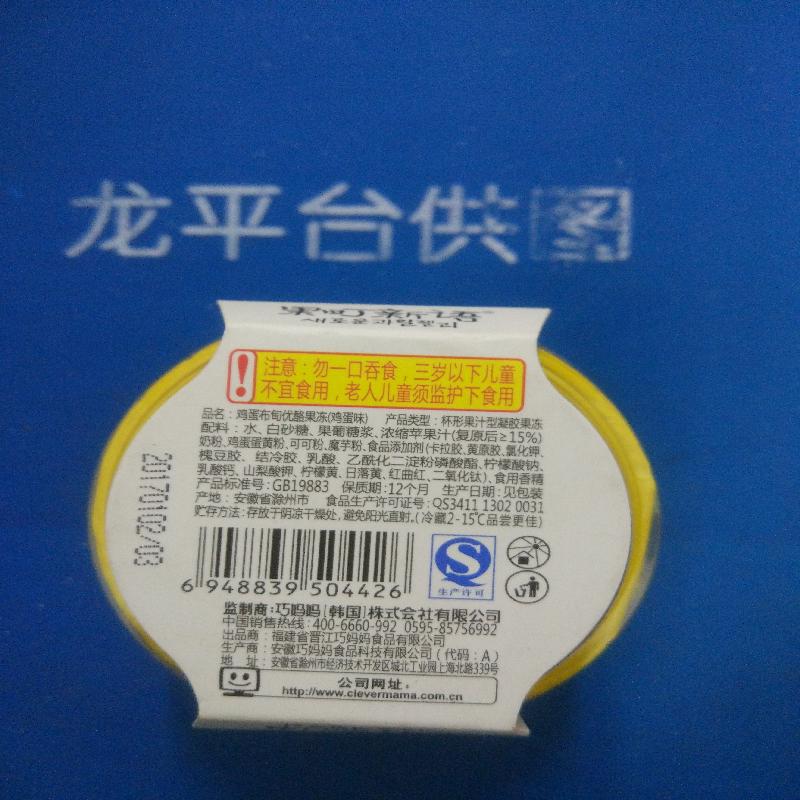 龙平台供图
새로운괴립젤리
注意：勿一口吞食，三岁以下儿童
不宜食用，老人儿童须监护下食用
品名：鸡蛋布甸优酪果冻(鸡蛋味) 产品类型：杯形果汁型凝胶果冻
配料：水、白砂糖、果葡糖浆、浓缩苹果汁(复原后≥15%)
奶粉,鸡蛋蛋黄粉,可可粉,魔芋粉,食品添加剂(卡拉胶,黄原胶,氯化钾,
槐豆胶、结冷胶、乳酸、乙酰化二淀粉磷酸酯、柠檬酸钠,
乳酸钙、山梨酸钾、柠檬黄、日落黄、红曲红、二氧化钛)、食用香精
产品标准号：GB19883 保质期:12个月 生产日期:见包装
产地：安徽省滁州市 食品生产许可证号:QS3411 1302 0031
贮存方法：存放于阴凉干燥处,避免阳光直射,(冷藏2-15℃品尝更佳)
20170102/03
6 948839 504426
生产许可
监制商:巧妈妈[韩国]株式会社有限公司
中国销售热线:400-6660-992 0595-85756992
出品商：福建省晋江巧妈妈食品有限公司
生产商：安徽巧妈妈食品科技有限公司（代码：A）
地 址：安徽省滁州市经济技术开发区城北工业园上海北路339号
公司网址：
http://www.clevermama.com.cn